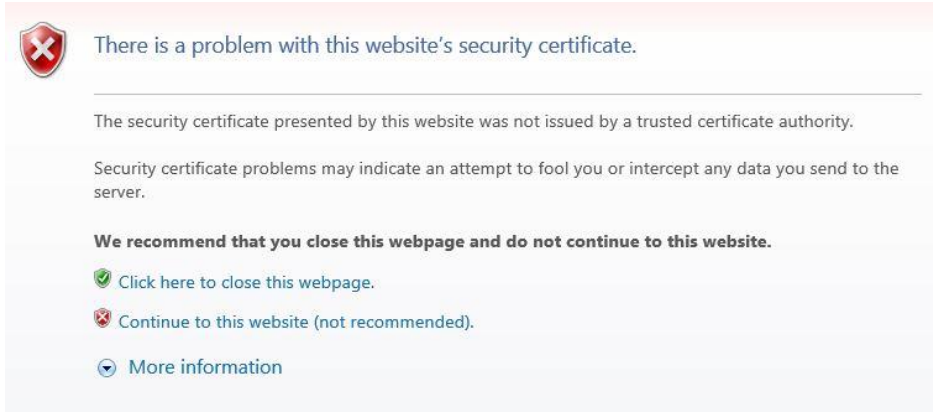 There is a problem with this website's security certificate.
The security certificate presented by this website was not issued by a trusted certificate authority.
Security certificate problems may indicate an attempt to fool you or intercept any data you send to the
server.
We recommend that you close this webpage and do not continue to this website.
Click here to close this webpage.
Continue to this website (not recommended).
More information